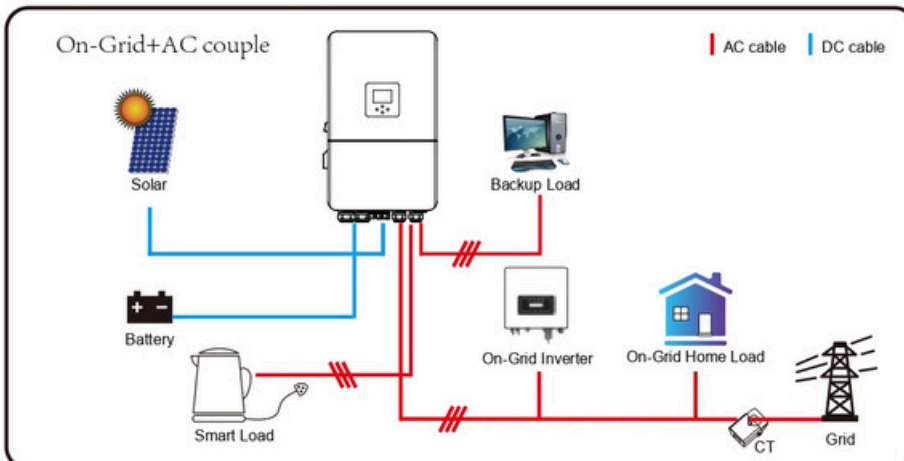 On-Grid+AC couple
AC cable
DC cable
Solar
Backup Load
Battery
On-Grid Inverter
On-Grid Home Load
Smart Load
CT
Grid